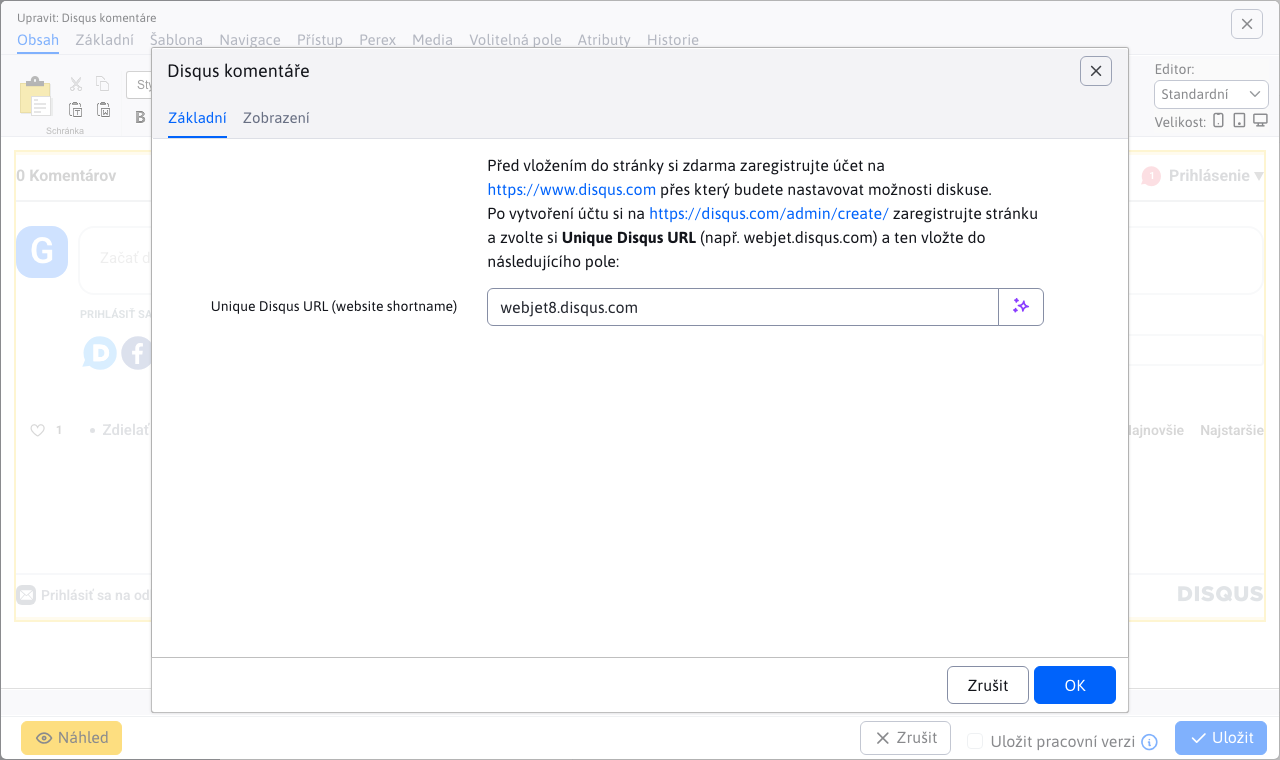 Upravit: Disqus komentáře
Obsah Základní Šablona Navigace Přístup Perex Media Volitelná pole Atributy Historie
Disqus komentáře
Editor:
Standardní
Velikost:
Schránka
B
Základní Zobrazení
0 Komentárov
1 Prihlásenie
Před vložením do stránky si zdarma zaregistrujte účet na
https://www.disqus.com přes který budete nastavovat možnosti diskuse.
Po vytvoření účtu si na https://disqus.com/admin/create/ zaregistrujte stránku
a zvolte si Unique Disqus URL (např. webjet.disqus.com) a ten vložte do
následujícího pole:
G
Začať
Unique Disqus URL (website shortname) webjet8.disqus.com
PRIHLÁSIŤ
D f
1 • Zdielať
Najstaršie
Prihlásiť sa na
DISQUS
Zrušit OK
Náhled Zrušit Uložit pracovní verzi Uložit